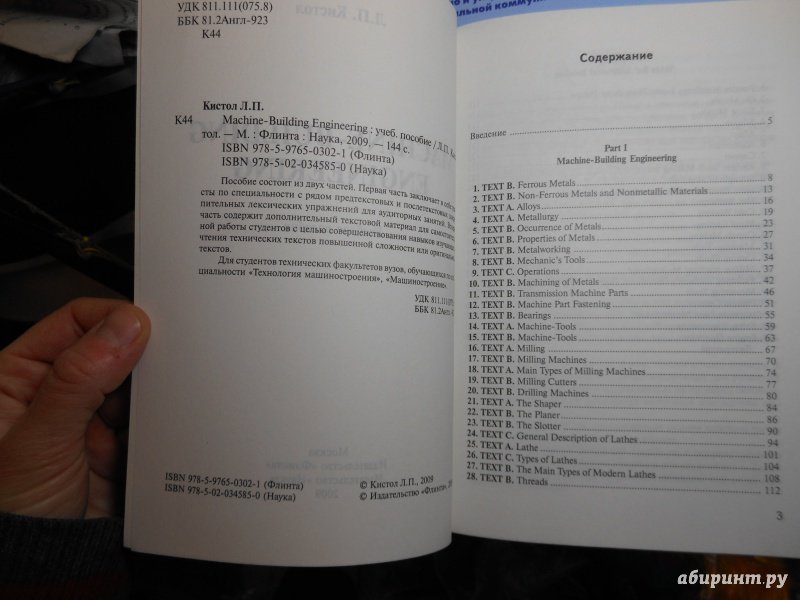 УДК 811.111(075.8)
ББК 81.2Англ-923
К44
Кистол Л.П.
К44 Machine-Building Engineering : учеб. пособие / Л.П.
тол. — М. : Флинта : Наука, 2009. — 144 с.
ISBN 978-5-9765-0302-1 (Флинта)
ISBN 978-5-02-034585-0 (Наука)
Пособие состоит из двух частей. Первая часть заключает в
сты по специальности с рядом предтекстовых и послетекстовых
нительных лексических упражнений для аудиторных занятий.
часть содержит дополнительный текстовой материал для
ной работы студентов с целью совершенствования навыков
чтения технических текстов повышенной сложности или
текстов.
Для студентов технических факультетов вузов, обучающихся по
циальности «Технология машиностроения», «Машиностроение».
УДК 811.111(075
ББК 81.2Англ-9
ISBN 978-5-9765-0302-1 (Флинта)
ISBN 978-5-02-034585-0 (Наука)
© Кистол Л.П., 2009
© Издательство «Флинта»,
Л.П. Кистол
Москва
2009
льной комму
Содержание
Введение 5
Part I
Machine-Building Engineering
1. TEXT B. Ferrous Metals 8
2. TEXT B. Non-Ferrous Metals and Nonmetallic Materials 13
3. TEXT A. Alloys 16
4. TEXT A. Metallurgy 19
5. TEXT B. Occurrence of Metals 23
6. TEXT B. Properties of Metals 27
7. TEXT B. Metalworking 31
8. TEXT B. Mechanic's Tools 34
9. TEXT C. Operations 37
10. TEXT B. Machining of Metals 42
11. TEXT B. Transmission Machine Parts 46
12. TEXT B. Machine Part Fastening 51
13. TEXT B. Bearings 55
14. TEXT A. Machine-Tools 59
15. TEXT B. Machine-Tools 63
16. TEXT A. Milling 67
17. TEXT B. Milling Machines 70
18. TEXT A. Main Types of Milling Machines 74
19. TEXT B. Milling Cutters 77
20. TEXT B. Drilling Machines 80
21. TEXT A. The Shaper 84
22. TEXT B. The Planer 86
23. TEXT B. The Slotter 90
24. TEXT C. General Description of Lathes 94
25. TEXT A. Lathe 101
26. TEXT C. Types of Lathes 104
27. TEXT B. The Main Types of Modern Lathes 108
28. TEXT B. Threads 112
3
абиринт.ру